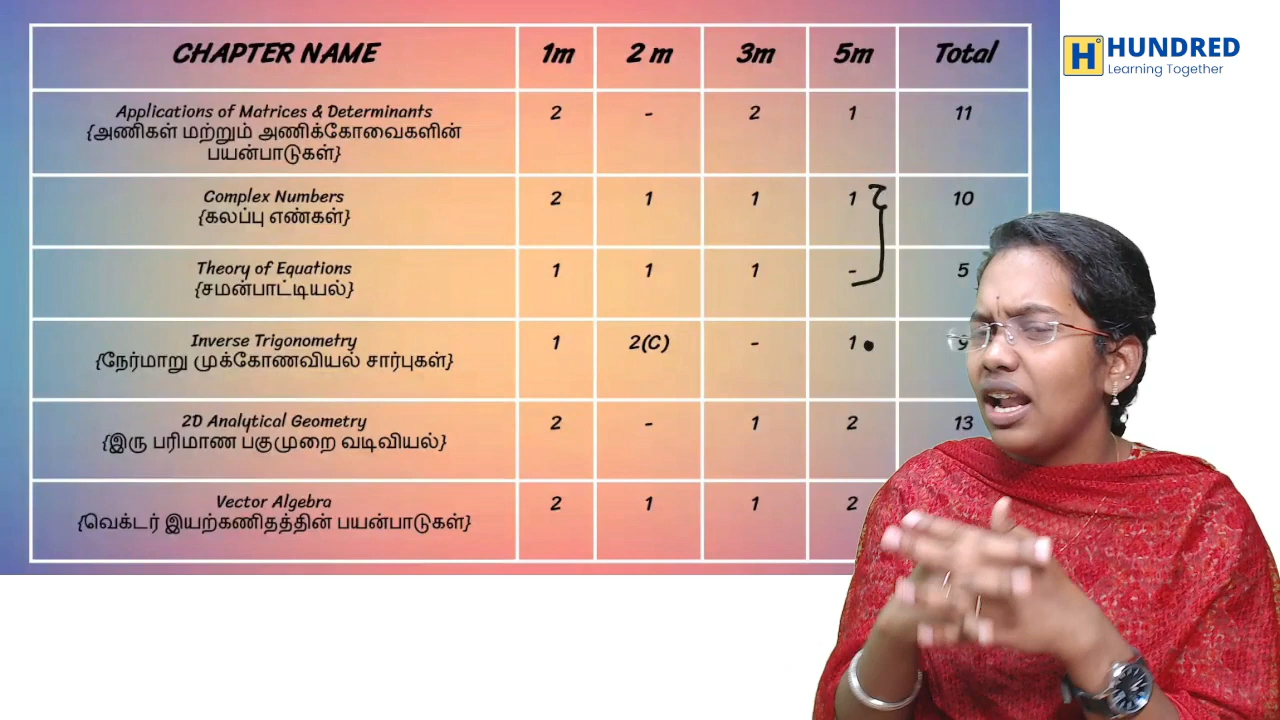 CHAPTER NAME 1m 2 m 3m 5m Total
HUNDRED
Learning Together
Applications of Matrices & Determinants 2 - 2 1 11
{அணிகள் மற்றும் அணிக்கோவைகளின்
பயன்பாடுகள்}
Complex Numbers 2 1 1 1 10
{கலப்பு எண்கள்}
Theory of Equations 1 1 1 - 5
{சமன்பாட்டியல்}
Inverse Trigonometry 1 2(C) - 1 9
{நேர்மாறு முக்கோணவியல் சார்புகள்}
2D Analytical Geometry 2 - 1 2 13
{இரு பரிமாண பகுமுறை வடிவியல்}
Vector Algebra 2 1 1 2
{வெக்டர் இயற்கணிதத்தின் பயன்பாடுகள்}